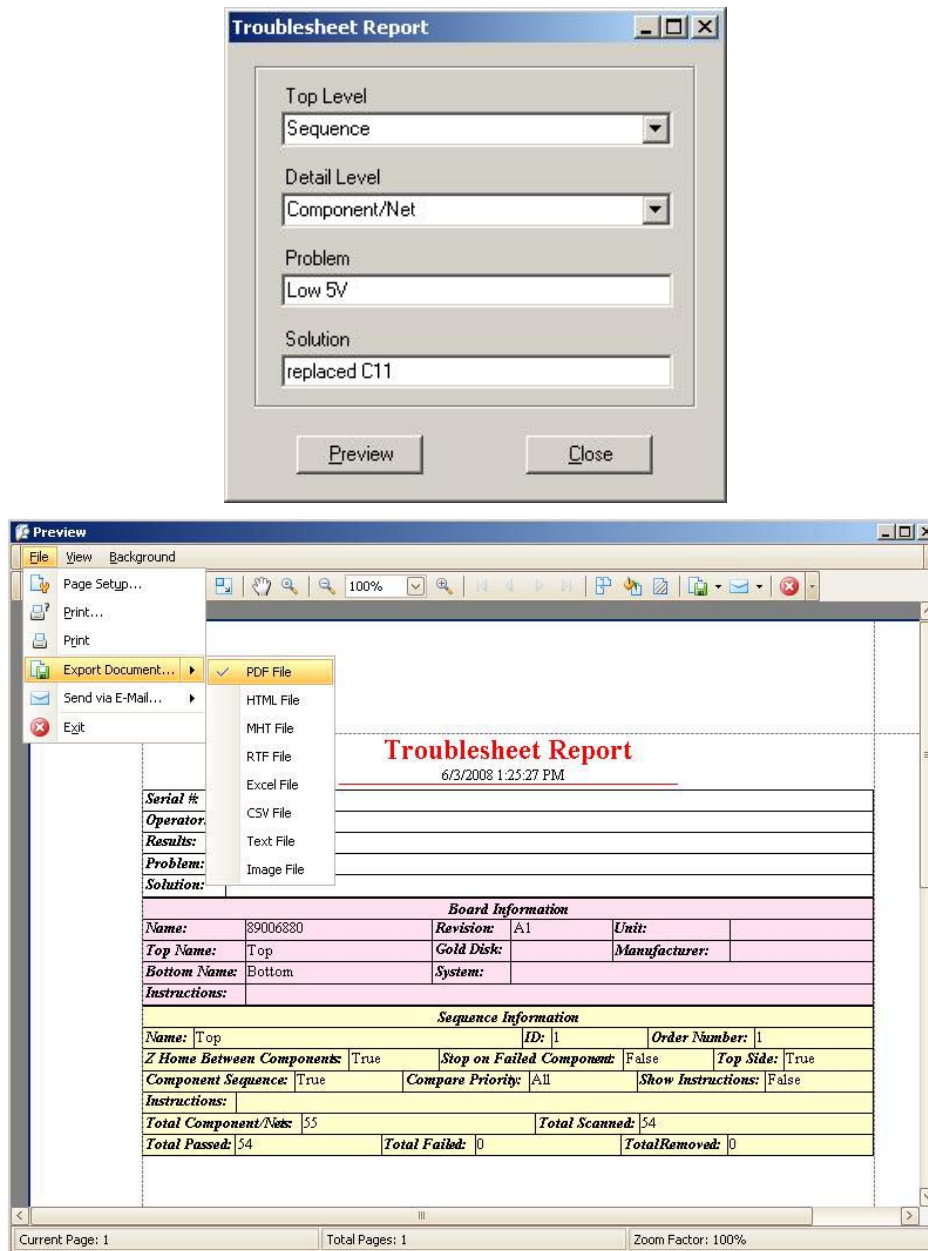 Troublesheet Report
Top Level
Sequence
Detail Level
Component/Net
Problem
Low 5V
Solution
replaced C11
Preview Close
Preview
File View Background
Page Setup... 100%
Print...
Print
Export Document... PDF File
Send via E-Mail... HTML File
Exit MHT File
RTF File
Excel File
CSV File
Text File
Image File
Troublesheet Report
6/3/2008 1:25:27 PM
Serial #:
Operator:
Results:
Problem:
Solution:
Board Information
Name: 89006880 Revision: A1 Unit:
Top Name: Top Gold Disk: Manufacturer:
Bottom Name: Bottom System:
Instructions:
Sequence Information
Name: Top ID: 1 Order Number: 1
Z Home Between Components: True Stop on Failed Component: False Top Side: True
Component Sequence: True Compare Priority: All Show Instructions: False
Instructions:
Total Component/Nets: 55 Total Scanned: 54
Total Passed: 54 Total Failed: 0 TotalRemoved: 0
Current Page: 1 Total Pages: 1 Zoom Factor: 100%